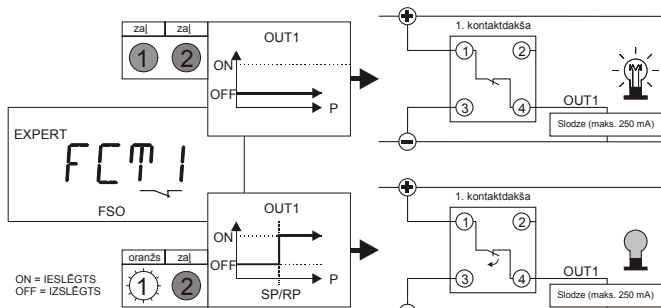 zaļ zaļ
1 2
OUT1
ON
OFF
P
1. kontaktdakša
1 2
3 4
OUT1
Slodze (maks. 250 mA)
EXPERT
FCTM1
FSO
oranžs zaļ
1 2
OUT1
ON
OFF
P
SP/RP
ON = IESLĒGTS
OFF = IZSLĒGTS
1. kontaktdakša
1 2
3 4
OUT1
Slodze (maks. 250 mA)